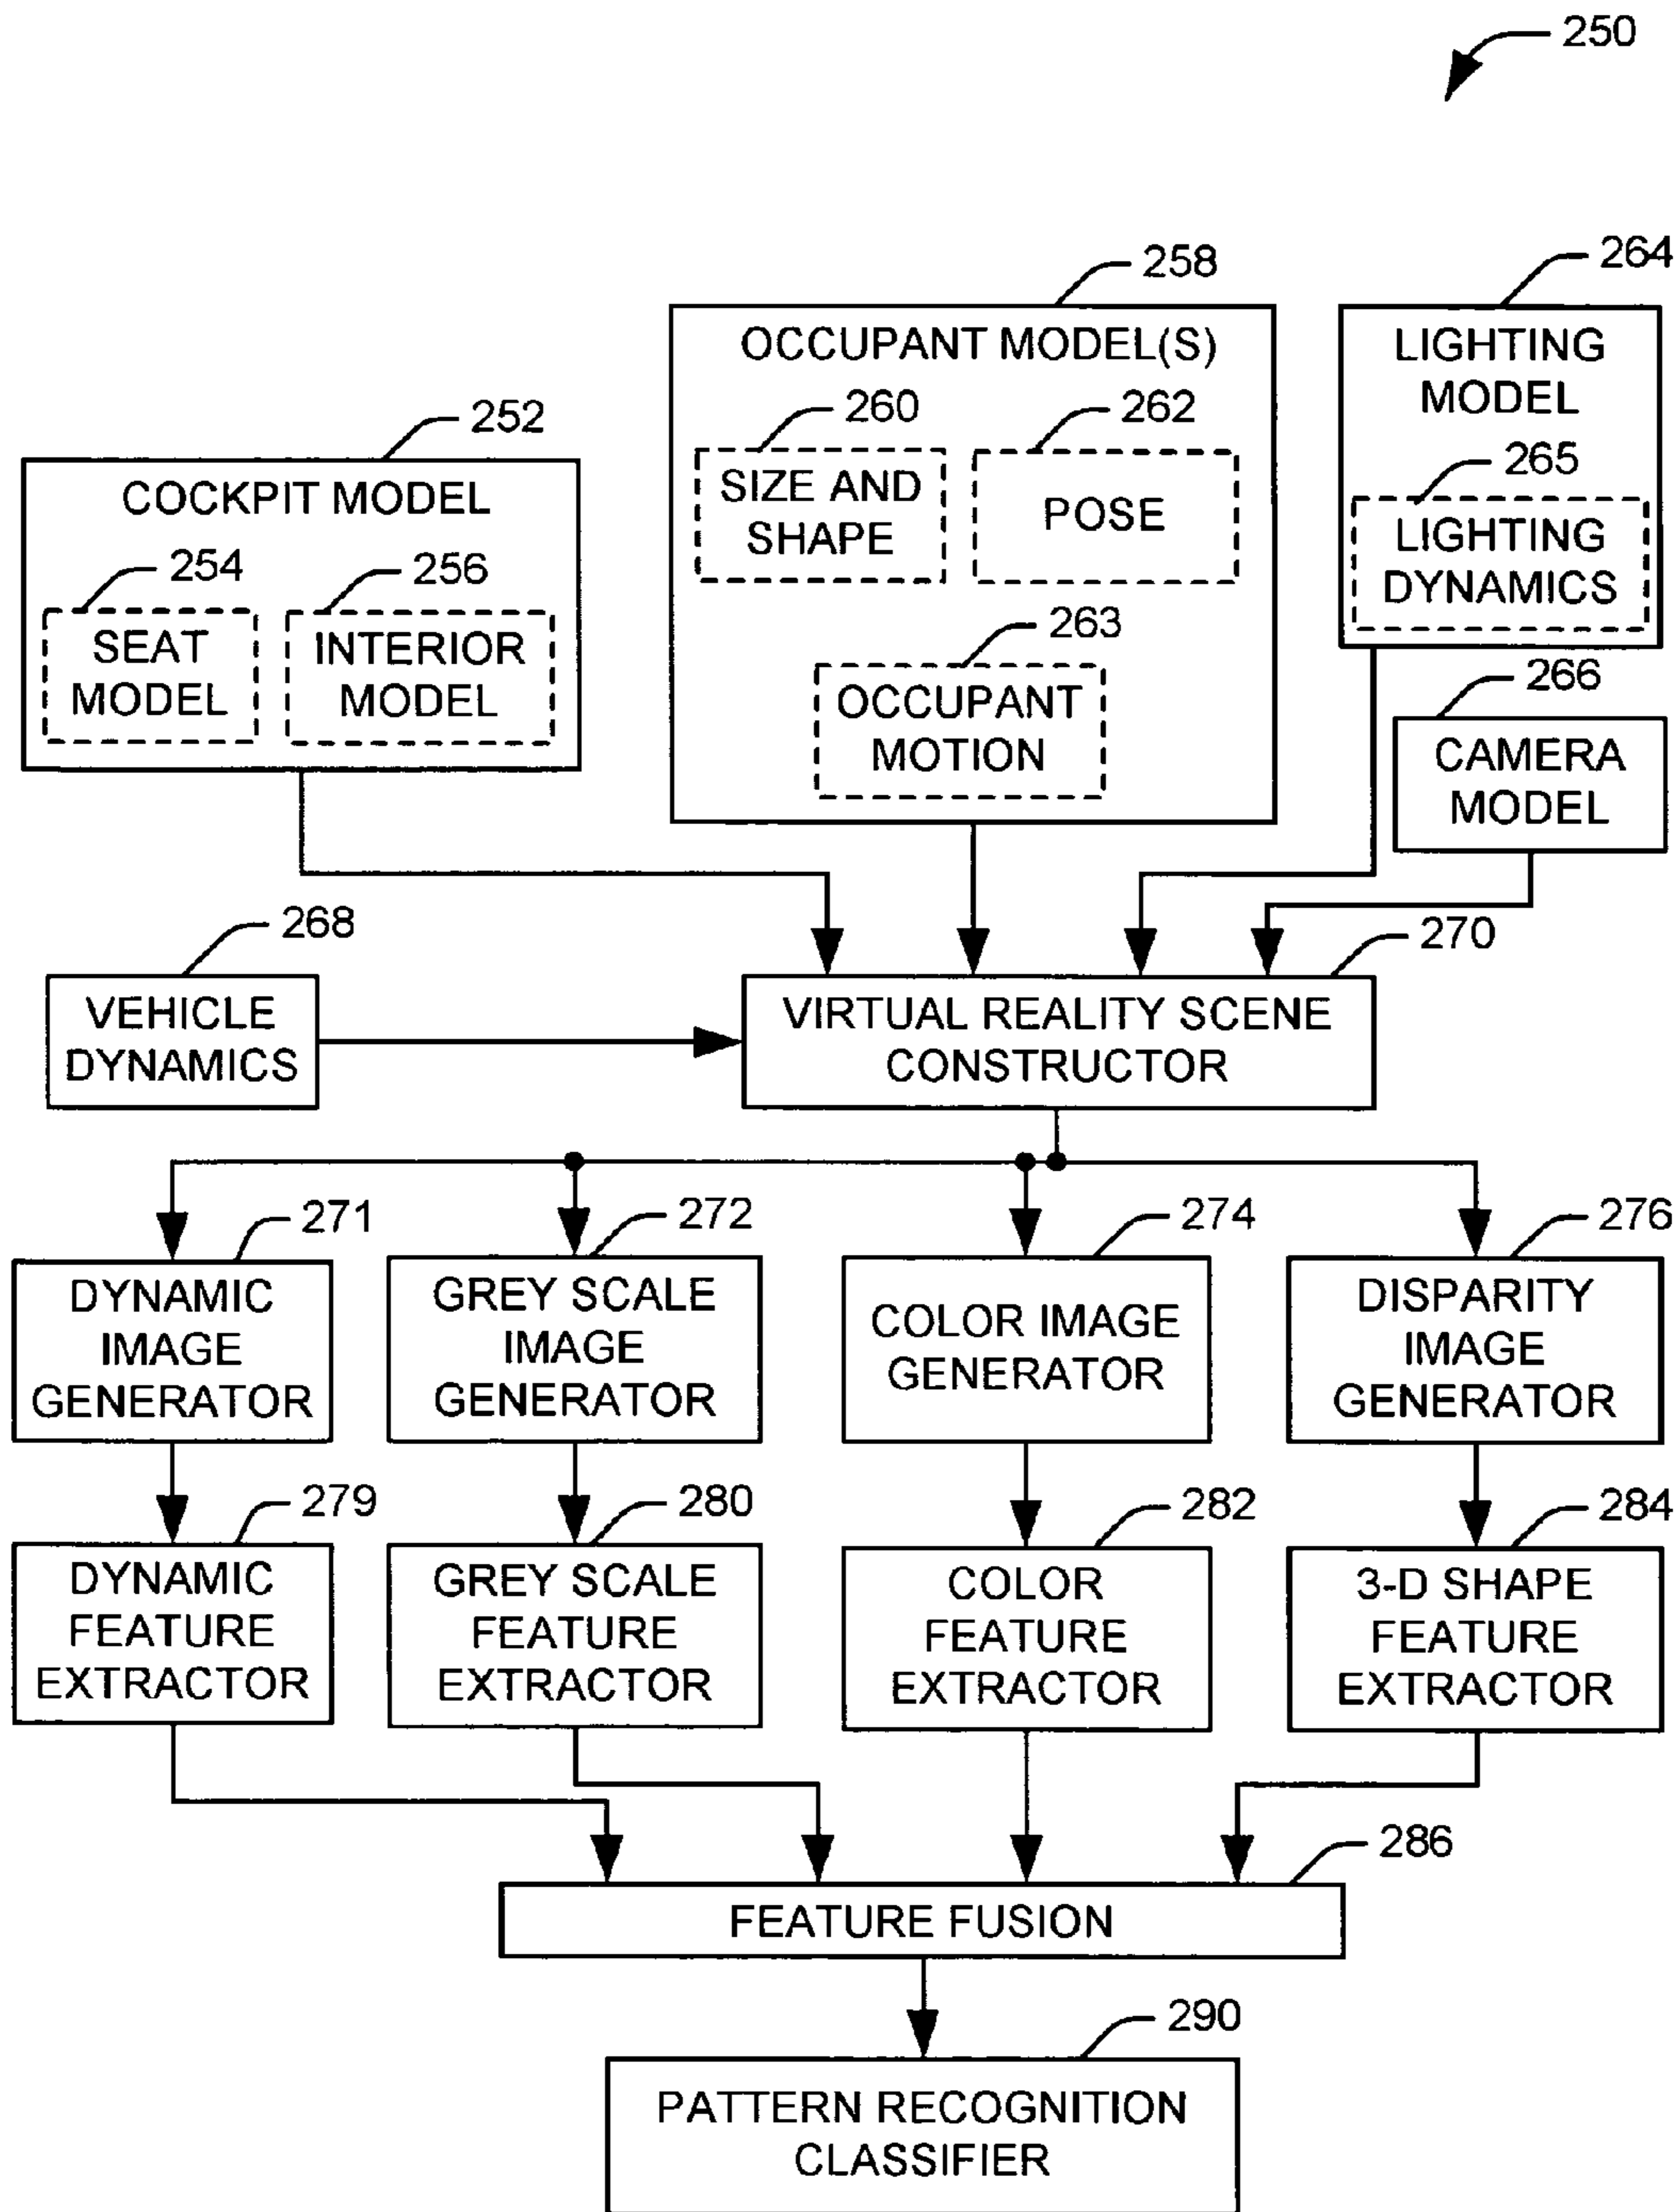 250
258
264
OCCUPANT MODEL(S)
LIGHTING
MODEL
260
262
252
265
SIZE AND
SHAPE
POSE
COCKPIT MODEL
LIGHTING
DYNAMICS
254
256
263
SEAT
MODEL
INTERIOR
MODEL
266
OCCUPANT
MOTION
CAMERA
MODEL
268
270
VEHICLE
DYNAMICS
VIRTUAL REALITY SCENE
CONSTRUCTOR
271
272
274
276
DYNAMIC
IMAGE
GENERATOR
GREY SCALE
IMAGE
GENERATOR
COLOR IMAGE
GENERATOR
DISPARITY
IMAGE
GENERATOR
279
280
282
284
DYNAMIC
FEATURE
EXTRACTOR
GREY SCALE
FEATURE
EXTRACTOR
COLOR
FEATURE
EXTRACTOR
3-D SHAPE
FEATURE
EXTRACTOR
286
FEATURE FUSION
290
PATTERN RECOGNITION
CLASSIFIER